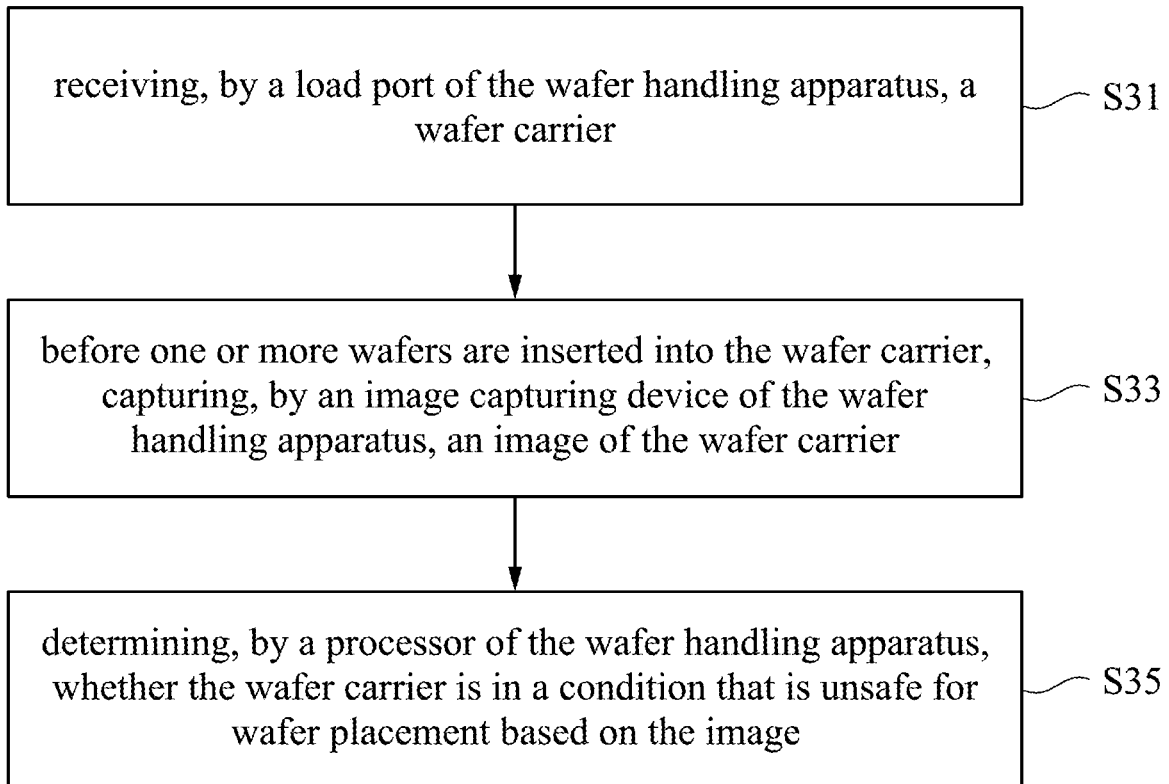 receiving, by a load port of the wafer handling apparatus, a
wafer carrier
S31
before one or more wafers are inserted into the wafer carrier,
capturing, by an image capturing device of the wafer
handling apparatus, an image of the wafer carrier
S33
determining, by a processor of the wafer handling apparatus,
whether the wafer carrier is in a condition that is unsafe for
wafer placement based on the image
S35